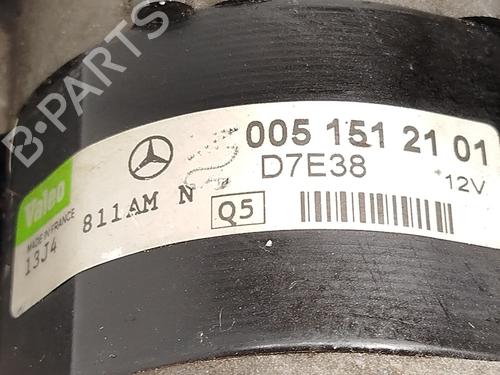 B-PARTS
Valeo
MADE IN FRANCE
13J4
811AM N
005 151 21 01
D7E38
12V
Q5